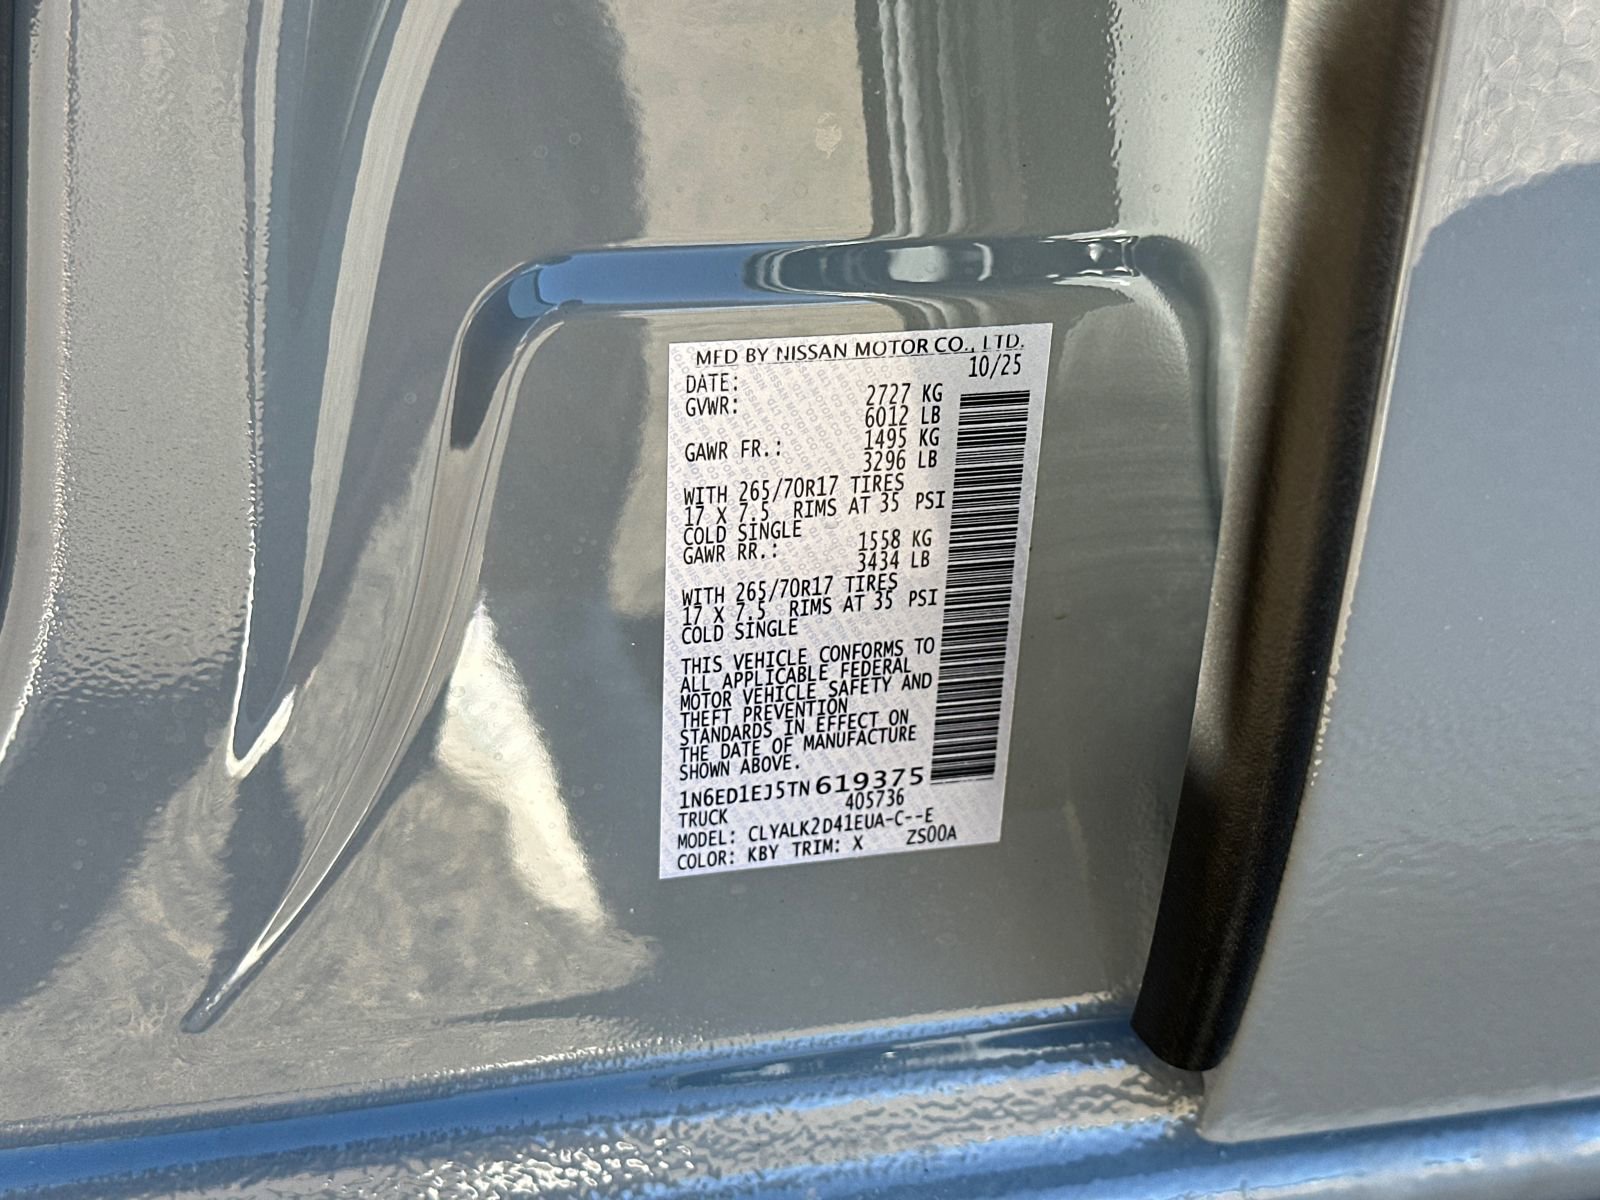 MFD BY NISSAN MOTOR CO., LTD.
DATE: 10/25
GVWR: 2727 KG
6012 LB
GAWR FR.: 1495 KG
3296 LB
WITH 265/70R17 TIRES
17 X 7.5 RIMS AT 35 PSI
COLD SINGLE
GAWR RR.: 1558 KG
3434 LB
WITH 265/70R17 TIRES
17 X 7.5 RIMS AT 35 PSI
COLD SINGLE
THIS VEHICLE CONFORMS TO
ALL APPLICABLE FEDERAL
MOTOR VEHICLE SAFETY AND
THEFT PREVENTION
STANDARDS IN EFFECT ON
THE DATE OF MANUFACTURE
SHOWN ABOVE.
1N6ED1EJ5TN619375
TRUCK 405736
MODEL: CLYALK2D41EUA-C--E
COLOR: KBY TRIM: X ZS00A